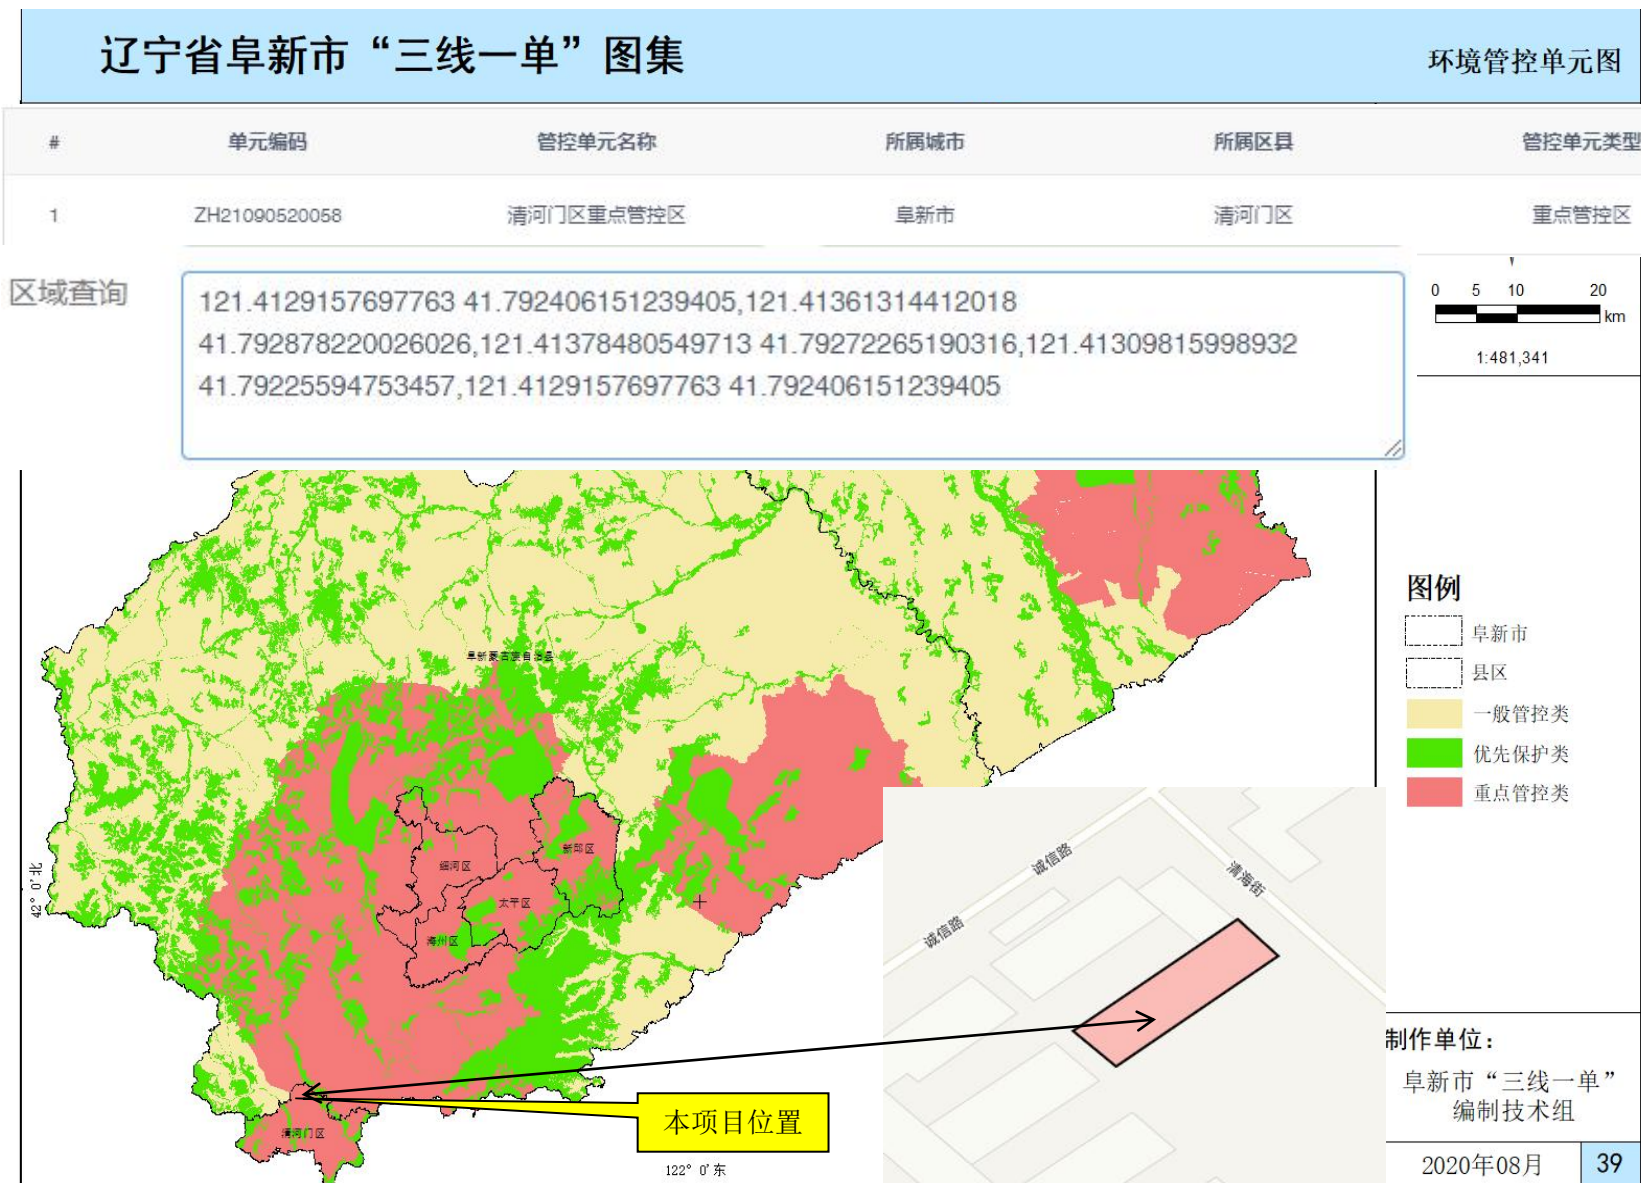 辽宁省阜新市“三线一单”图集
环境管控单元图
# 单元编码 管控单元名称 所属城市 所属区县 管控单元类型
1 ZH21090520058 清河门区重点管控区 阜新市 清河门区 重点管控区
区域查询
121.4129157697763 41.792406151239405,121.41361314412018
41.792878220026026,121.41378480549713 41.79272265190316,121.41309815998932
41.79225594753457,121.4129157697763 41.792406151239405
0 5 10 20
km
1:481,341
阜新蒙古族自治县
细河区
新邱区
太平区
海州区
清河门区
42° 0′北
122° 0′东
本项目位置
诚信路
诚信路
清海街
图例
阜新市
县区
一般管控类
优先保护类
重点管控类
制作单位：
阜新市“三线一单”
编制技术组
2020年08月
39